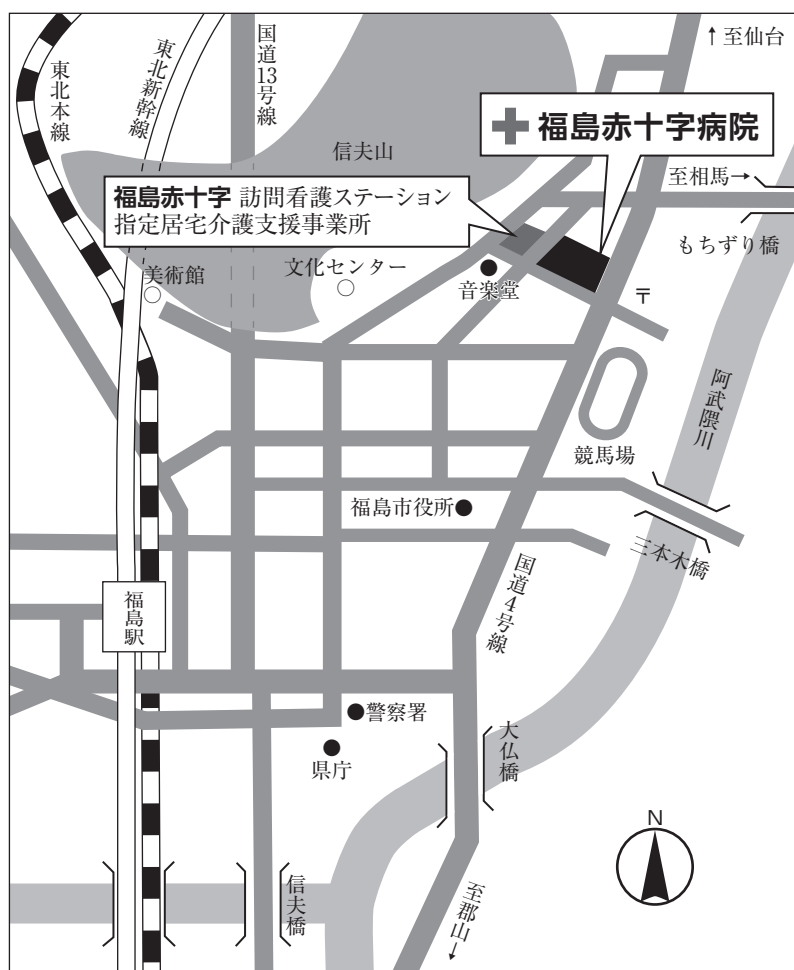 ↑至仙台
国道13号線
東北新幹線
東北本線
✚ 福島赤十字病院
信夫山
至相馬→
福島赤十字 訪問看護ステーション
指定居宅介護支援事業所
もちずり橋
文化センター
美術館
音楽堂
〒
阿武隈川
競馬場
福島市役所
三本木橋
国道4号線
福島駅
警察署
大仏橋
県庁
N
信夫橋
至郡山→